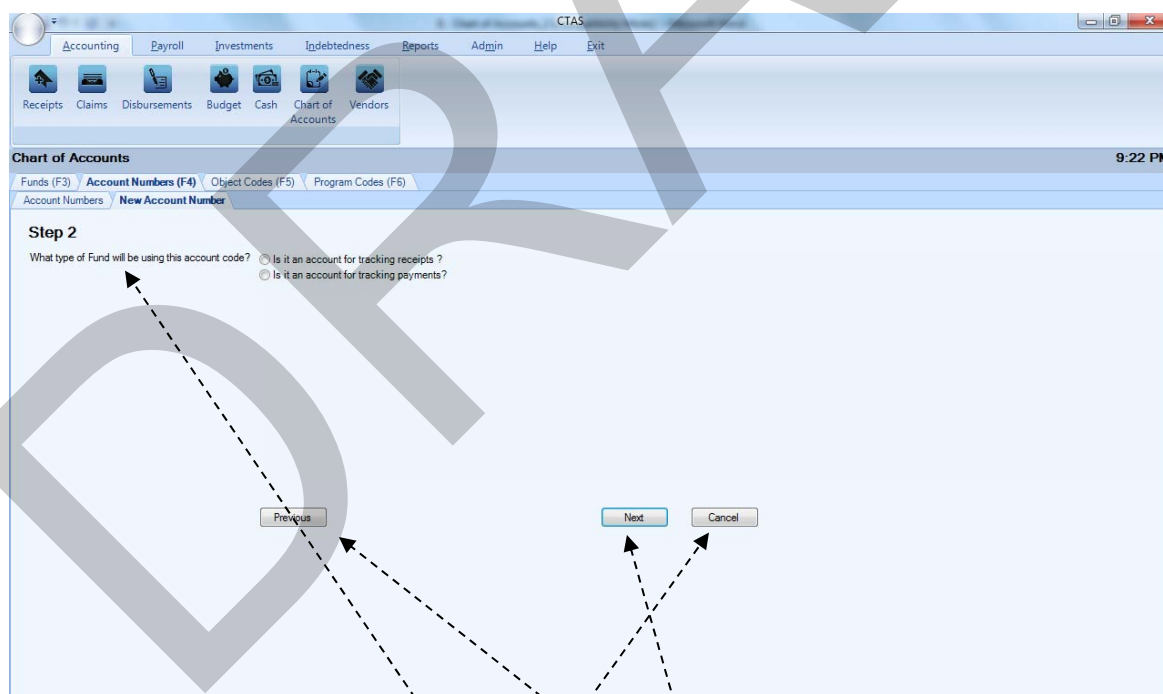 CTAS
Accounting Payroll Investments Indebtedness Reports Admin Help Exit
Receipts Claims Disbursements Budget Cash Chart of Accounts Vendors
Chart of Accounts 9:22 PM
Funds (F3) Account Numbers (F4) Object Codes (F5) Program Codes (F6)
Account Numbers New Account Number
Step 2
What type of Fund will be using this account code? Is it an account for tracking receipts ?
Is it an account for tracking payments?
Previous Next Cancel